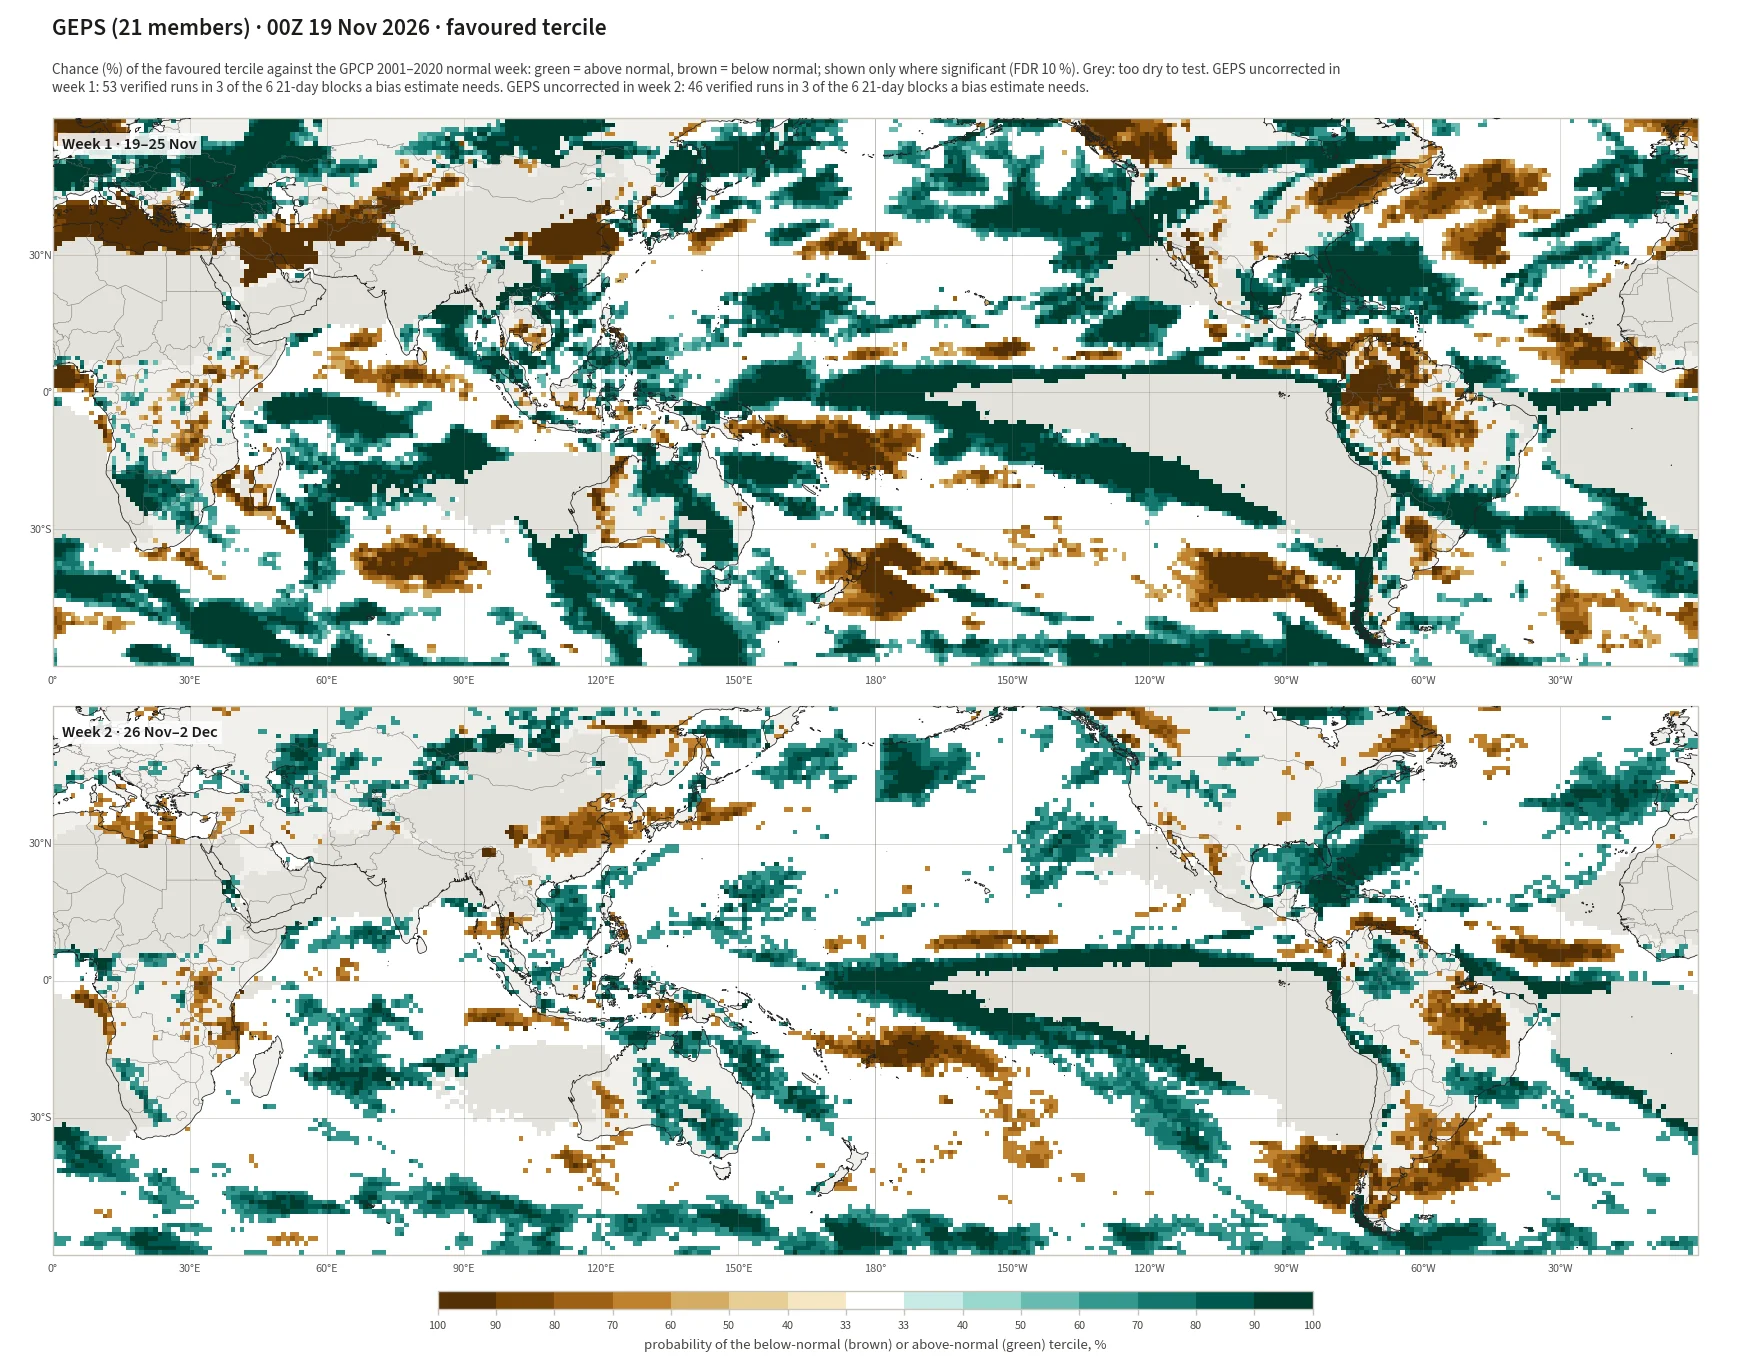 GEPS (21 members) · 00Z 19 Nov 2026 · favoured tercile
Chance (%) of the favoured tercile against the GPCP 2001–2020 normal week: green = above normal, brown = below normal; shown only where significant (FDR 10 %). Grey: too dry to test. GEPS uncorrected in
week 1: 53 verified runs in 3 of the 6 21-day blocks a bias estimate needs. GEPS uncorrected in week 2: 46 verified runs in 3 of the 6 21-day blocks a bias estimate needs.
Week 1 · 19–25 Nov
30°N
0°
30°S
0° 30°E 60°E 90°E 120°E 150°E 180° 150°W 120°W 90°W 60°W 30°W
Week 2 · 26 Nov–2 Dec
30°N
0°
30°S
0° 30°E 60°E 90°E 120°E 150°E 180° 150°W 120°W 90°W 60°W 30°W
100 90 80 70 60 50 40 33 33 40 50 60 70 80 90 100
probability of the below-normal (brown) or above-normal (green) tercile, %